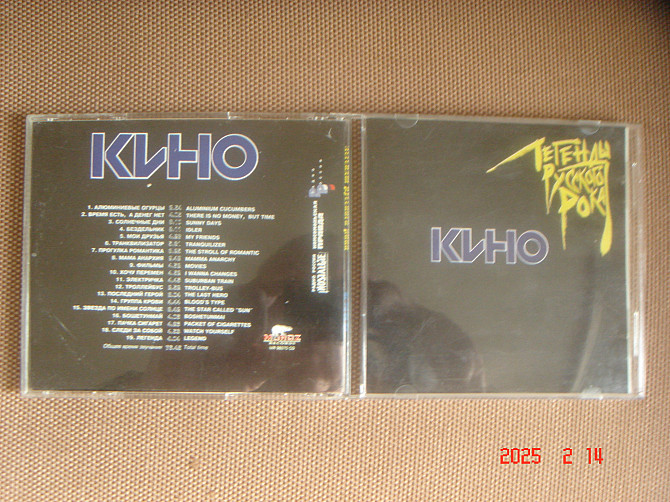 КИНО
1. АЛЮМИНИЕВЫЕ ОГУРЦЫ ALUMINIUM CUCUMBERS
2. ВРЕМЯ ЕСТЬ, А ДЕНЕГ НЕТ THERE IS NO MONEY, BUT TIME
3. СОЛНЕЧНЫЕ ДНИ SUNNY DAYS
4. БЕЗДЕЛЬНИК IDLER
5. МОИ ДРУЗЬЯ MY FRIENDS
6. ТРАНКВИЛИЗАТОР TRANQUILIZER
7. ПРОГУЛКА РОМАНТИКА THE STROLL OF ROMANTIC
8. МАМА АНАРХИЯ MAMMA ANARCHY
9. ФИЛЬМЫ MOVIES
10. ХОЧУ ПЕРЕМЕН I WANNA CHANGES
11. ЭЛЕКТРИЧКА SUBURBAN TRAIN
12. ТРОЛЛЕЙБУС TROLLEY-BUS
13. ПОСЛЕДНИЙ ГЕРОЙ THE LAST HERO
14. ГРУППА КРОВИ BLOOD'S TYPE
15. ЗВЕЗДА ПО ИМЕНИ СОЛНЦЕ THE STAR CALLED "SUN"
16. БОШЕТУНМАЙ BOSHETUNMAI
17. ПАЧКА СИГАРЕТ PACKET OF CIGARETTES
18. СЛЕДИ ЗА СОБОЙ WATCH YOURSELF
19. ЛЕГЕНДА LEGEND
Общее время звучания Total time
ЛЕГЕНДЫ
РУССКОГО
РОКА
КИНО
2025 2 14